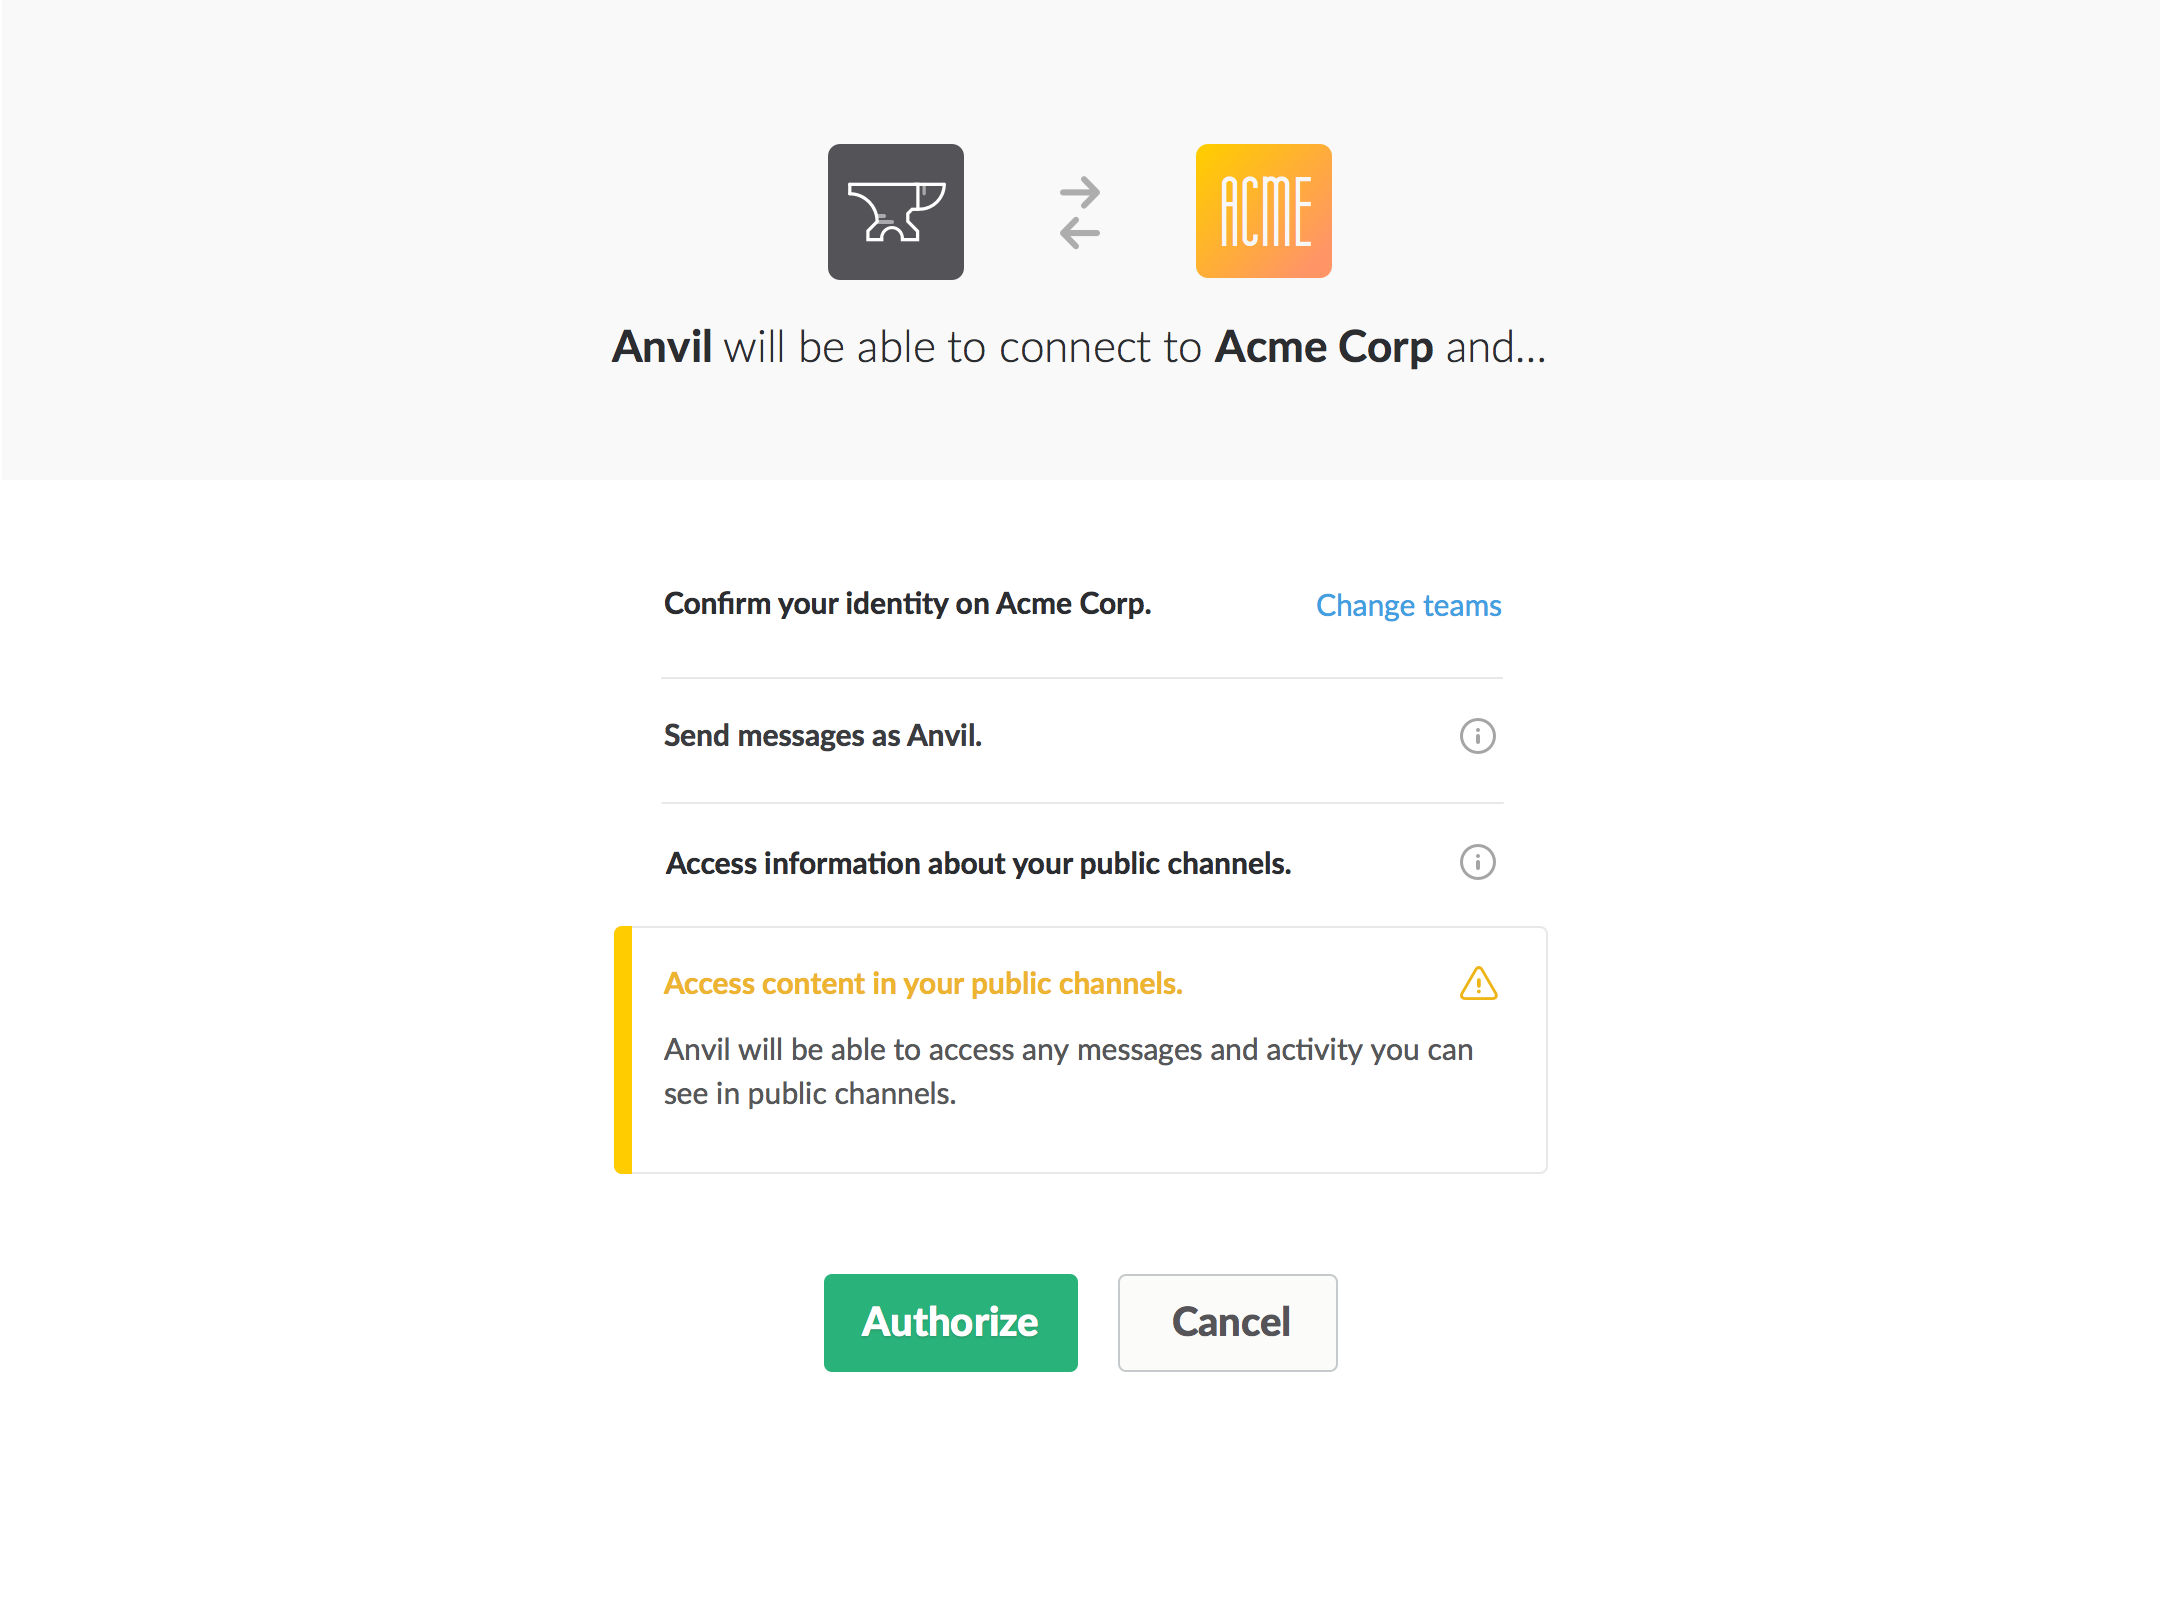 ACME
Anvil will be able to connect to Acme Corp and...
Confirm your identity on Acme Corp.
Change teams
Send messages as Anvil.
Access information about your public channels.
Access content in your public channels.
Anvil will be able to access any messages and activity you can
see in public channels.
Authorize
Cancel